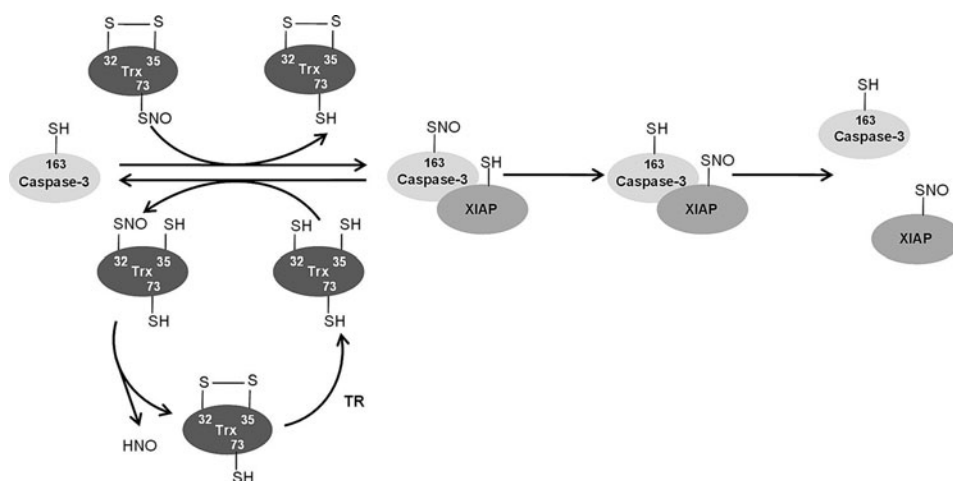 S — S
32 35
Trx
73
SNO
S — S
32 35
Trx
73
SH
SH
163
Caspase-3
SNO
163
Caspase-3
SH
XIAP
SH
163
Caspase-3
SNO
XIAP
SH
163
Caspase-3
SNO
XIAP
SNO SH
32 35
Trx
73
SH
SH SH
32 35
Trx
73
SH
HNO
S — S
32 35
Trx
73
SH
TR